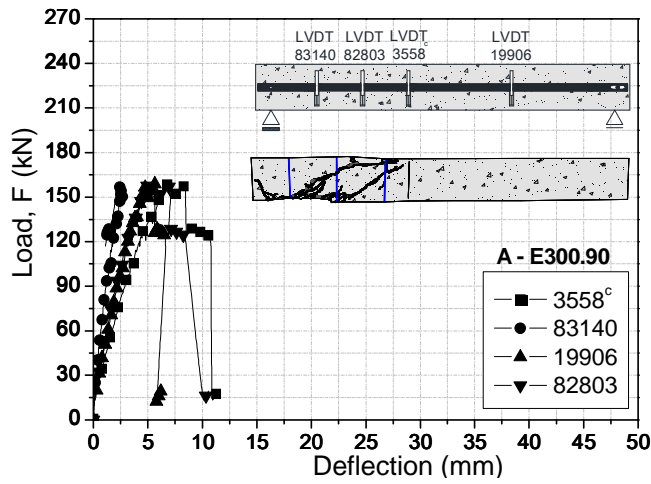 270
240
210
180
150
120
90
60
30
0
Load, F (kN)
LVDT LVDT LVDT LVDT
83140 82803 3558ᶜ 19906
A - E300.90
3558ᶜ
83140
19906
82803
0 5 10 15 20 25 30 35 40 45 50
Deflection (mm)